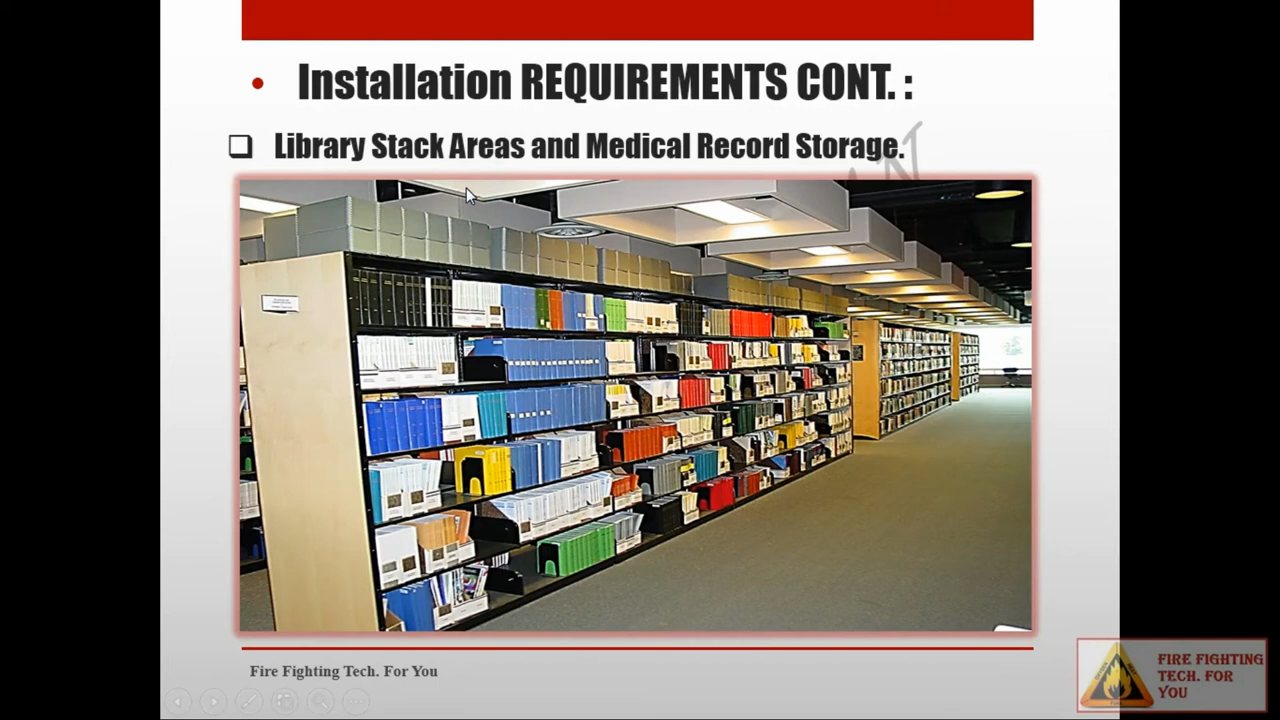 • Installation REQUIREMENTS CONT. :
❑ Library Stack Areas and Medical Record Storage.
Fire Fighting Tech. For You
FIRE FIGHTING
TECH. FOR
YOU